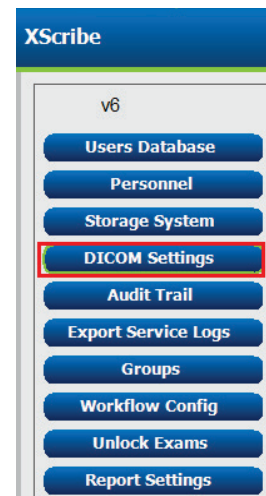 XScribe
v6
Users Database
Personnel
Storage System
DICOM Settings
Audit Trail
Export Service Logs
Groups
Workflow Config
Unlock Exams
Report Settings